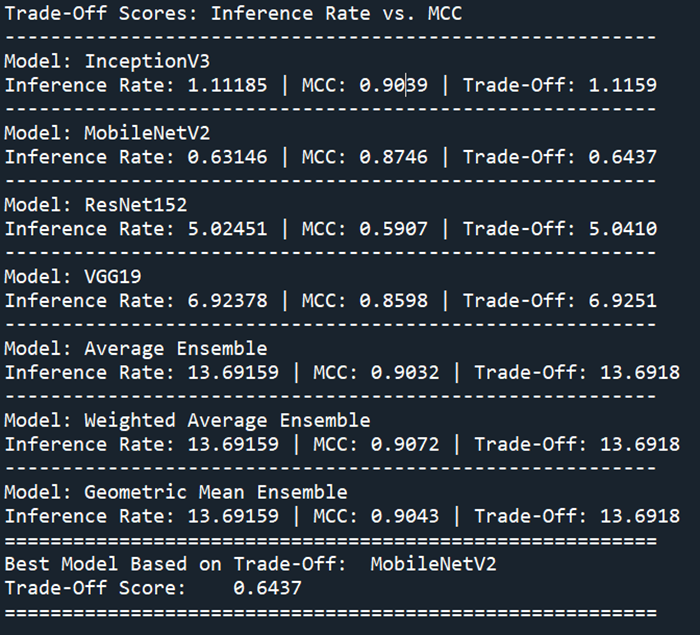 Trade-Off Scores: Inference Rate vs. MCC
---------------------------------------------------------
Model: InceptionV3
Inference Rate: 1.11185 | MCC: 0.9039 | Trade-Off: 1.1159
---------------------------------------------------------
Model: MobileNetV2
Inference Rate: 0.63146 | MCC: 0.8746 | Trade-Off: 0.6437
---------------------------------------------------------
Model: ResNet152
Inference Rate: 5.02451 | MCC: 0.5907 | Trade-Off: 5.0410
---------------------------------------------------------
Model: VGG19
Inference Rate: 6.92378 | MCC: 0.8598 | Trade-Off: 6.9251
---------------------------------------------------------
Model: Average Ensemble
Inference Rate: 13.69159 | MCC: 0.9032 | Trade-Off: 13.6918
---------------------------------------------------------
Model: Weighted Average Ensemble
Inference Rate: 13.69159 | MCC: 0.9072 | Trade-Off: 13.6918
---------------------------------------------------------
Model: Geometric Mean Ensemble
Inference Rate: 13.69159 | MCC: 0.9043 | Trade-Off: 13.6918
=========================================================
Best Model Based on Trade-Off:  MobileNetV2
Trade-Off Score:    0.6437
=========================================================